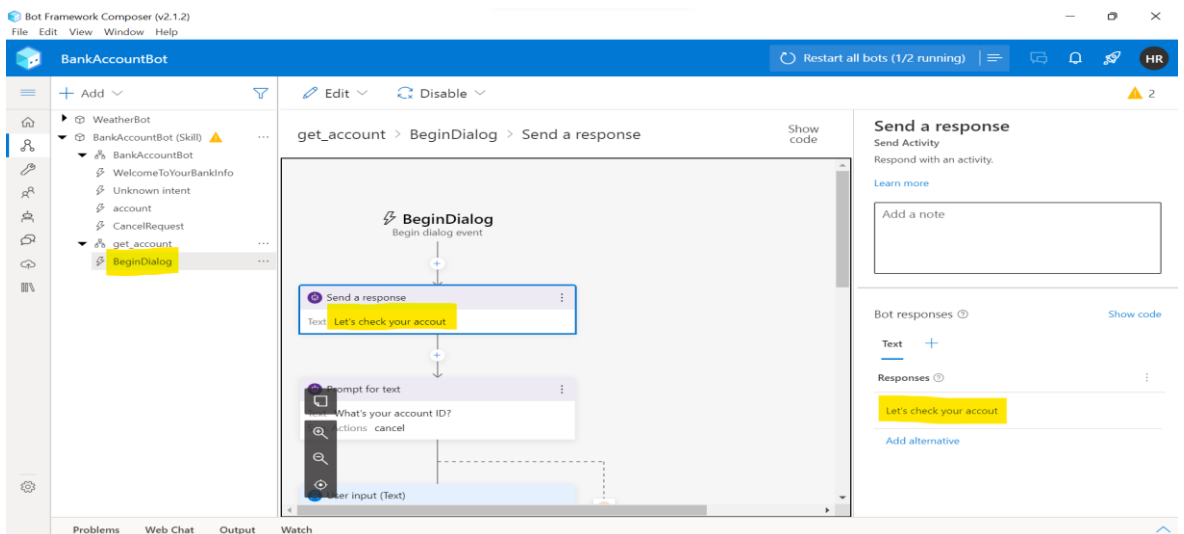 Bot Framework Composer (v2.1.2)
File Edit View Window Help
BankAccountBot
Restart all bots (1/2 running)
HR
+ Add
Edit
Disable
2
WeatherBot
BankAccountBot (Skill)
BankAccountBot
WelcomeToYourBankInfo
Unknown intent
account
CancelRequest
get_account
BeginDialog
get_account > BeginDialog > Send a response
Show code
BeginDialog
Begin dialog event
Send a response
Text Let's check your accout
Prompt for text
What's your account ID?
Actions cancel
User input (Text)
Send a response
Send Activity
Respond with an activity.
Learn more
Add a note
Bot responses
Show code
Text +
Responses
Let's check your accout
Add alternative
Problems Web Chat Output Watch